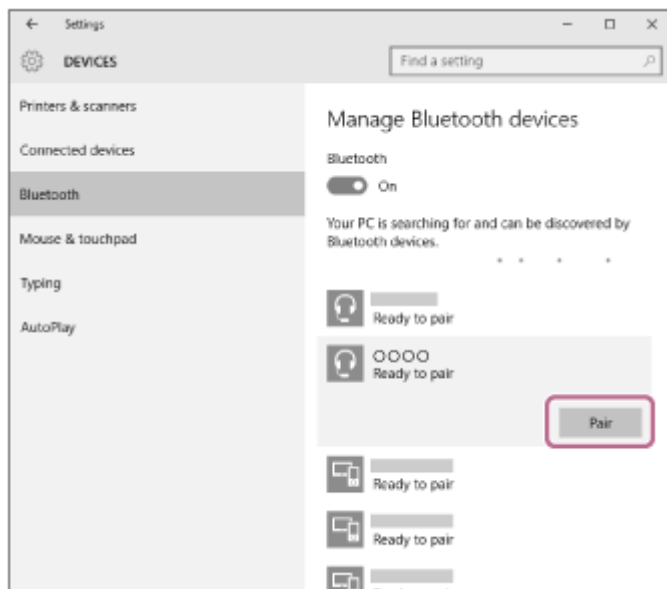 Settings
DEVICES
Find a setting
Printers & scanners
Connected devices
Bluetooth
Mouse & touchpad
Typing
AutoPlay
Manage Bluetooth devices
Bluetooth
On
Your PC is searching for and can be discovered by
Bluetooth devices.
Ready to pair
OOOO
Ready to pair
Pair
Ready to pair
Ready to pair